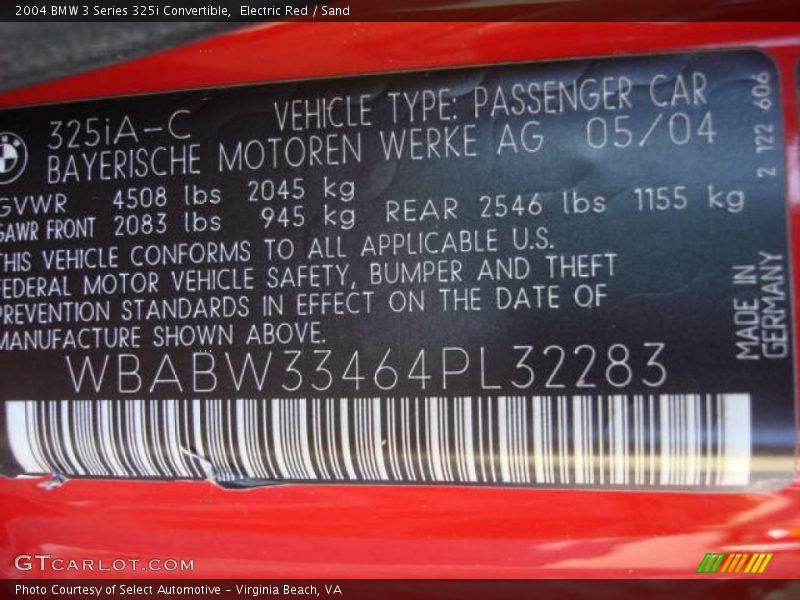 2004 BMW 3 Series 325i Convertible,  Electric Red / Sand
325iA-C
VEHICLE TYPE: PASSENGER CAR
BAYERISCHE MOTOREN WERKE AG 05/04
GVWR 4508 lbs 2045 kg
GAWR FRONT 2083 lbs 945 kg REAR 2546 lbs 1155 kg
THIS VEHICLE CONFORMS TO ALL APPLICABLE U.S.
FEDERAL MOTOR VEHICLE SAFETY, BUMPER AND THEFT
PREVENTION STANDARDS IN EFFECT ON THE DATE OF
MANUFACTURE SHOWN ABOVE.
WBABW33464PL32283
2 122 606
MADE IN
GERMANY
GTCARLOT.COM
Photo Courtesy of Select Automotive - Virginia Beach, VA